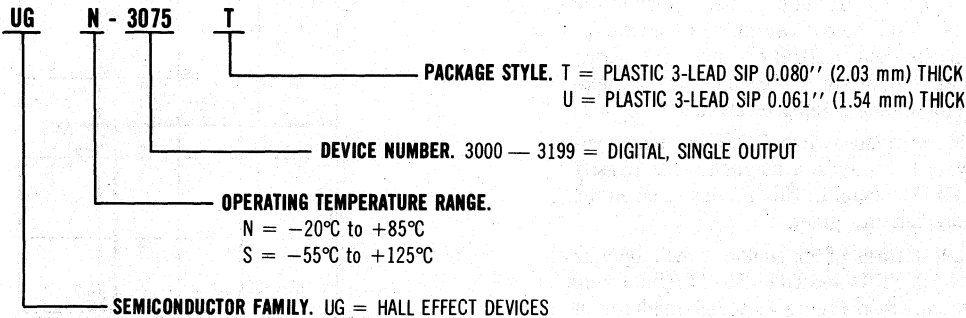 UG N - 3075 T
PACKAGE STYLE. T = PLASTIC 3-LEAD SIP 0.080′′ (2.03 mm) THICK
U = PLASTIC 3-LEAD SIP 0.061′′ (1.54 mm) THICK
DEVICE NUMBER. 3000 — 3199 = DIGITAL, SINGLE OUTPUT
OPERATING TEMPERATURE RANGE.
N = −20°C to +85°C
S = −55°C to +125°C
SEMICONDUCTOR FAMILY. UG = HALL EFFECT DEVICES